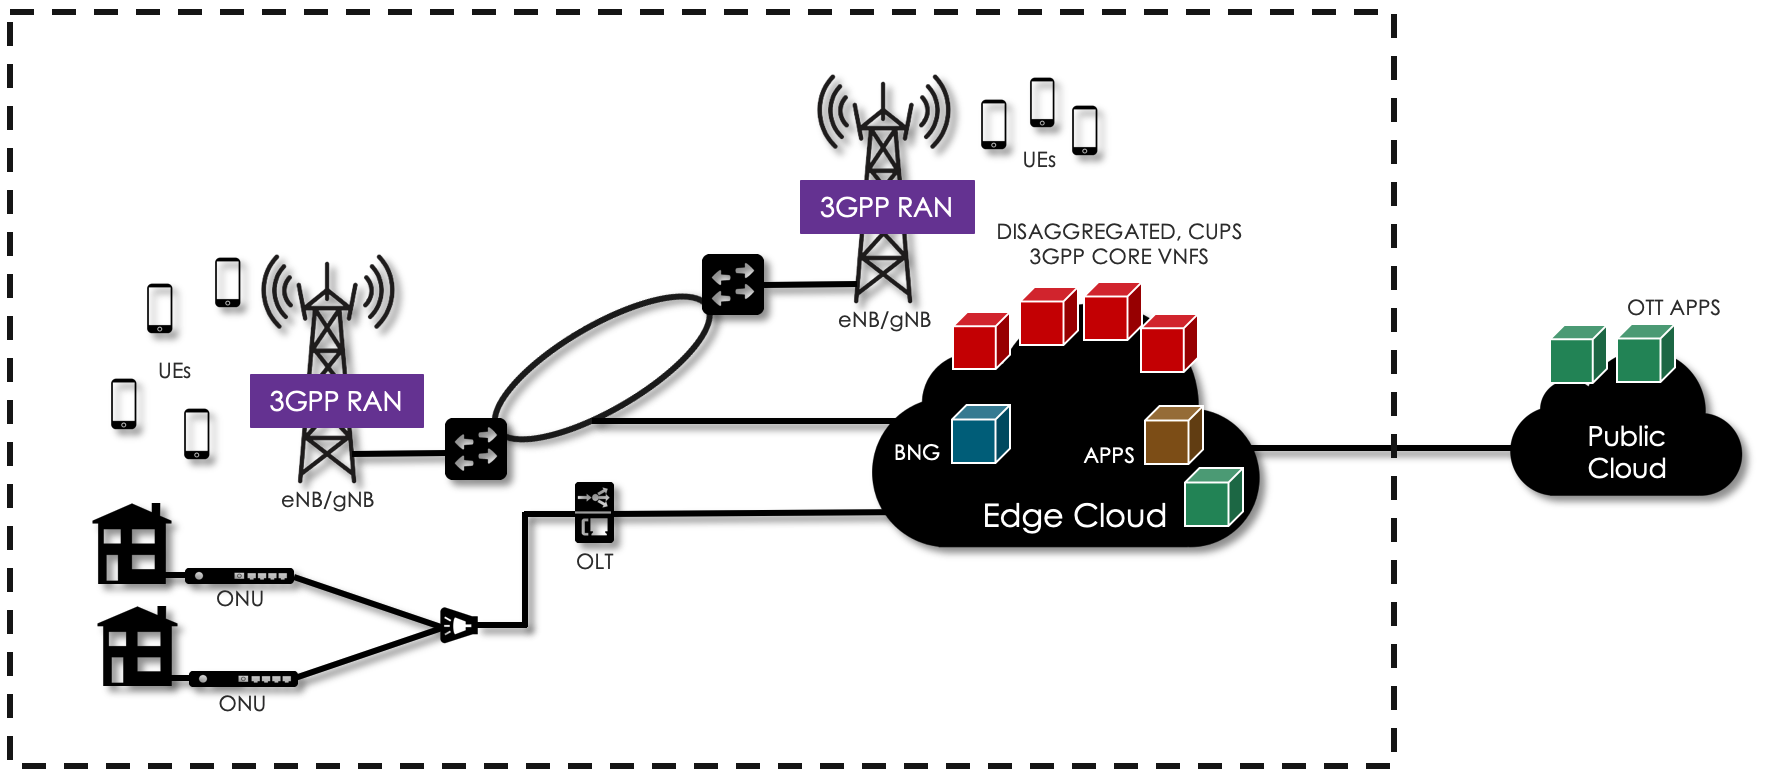 UEs
3GPP RAN
DISAGGREGATED, CUPS
3GPP CORE VNFS
eNB/gNB
OTT APPS
UEs
3GPP RAN
BNG
APPS
Public
Cloud
eNB/gNB
Edge Cloud
OLT
ONU
ONU